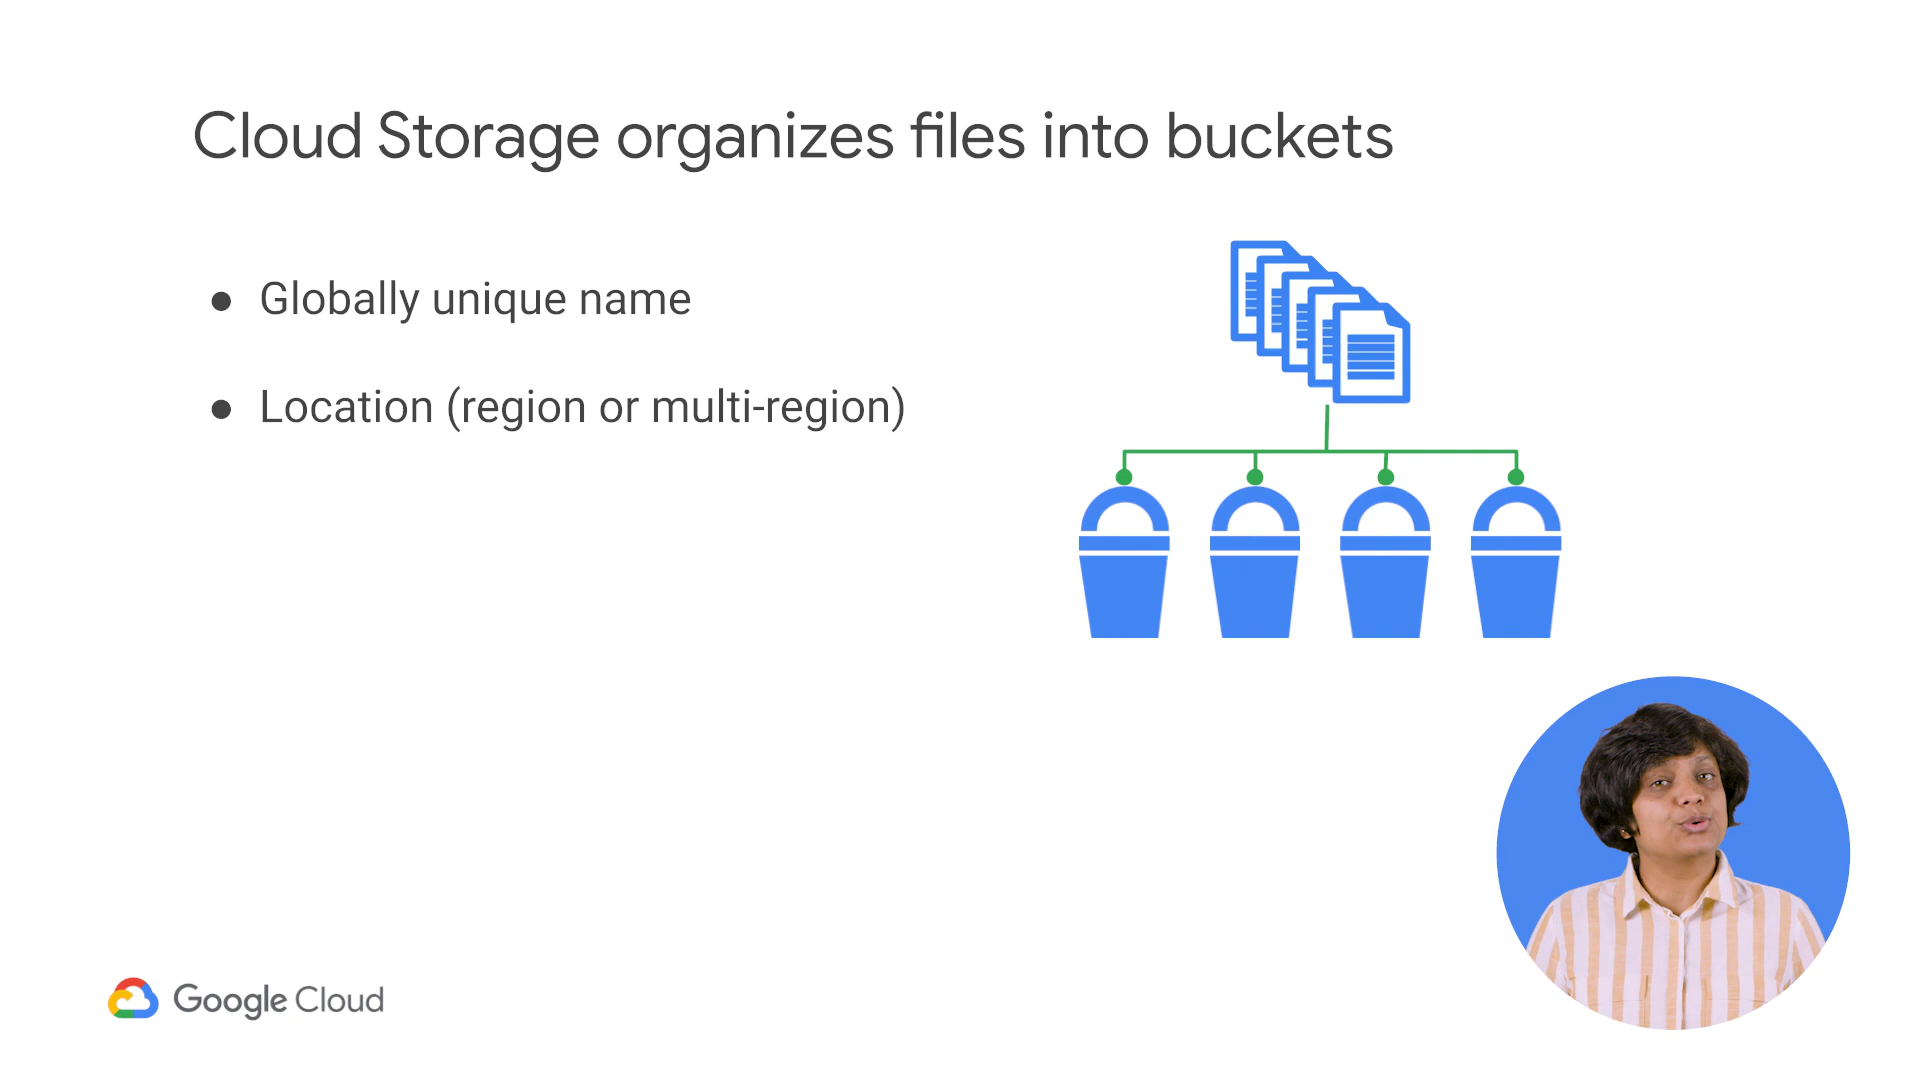 Cloud Storage organizes files into buckets
● Globally unique name
● Location (region or multi-region)
Google Cloud